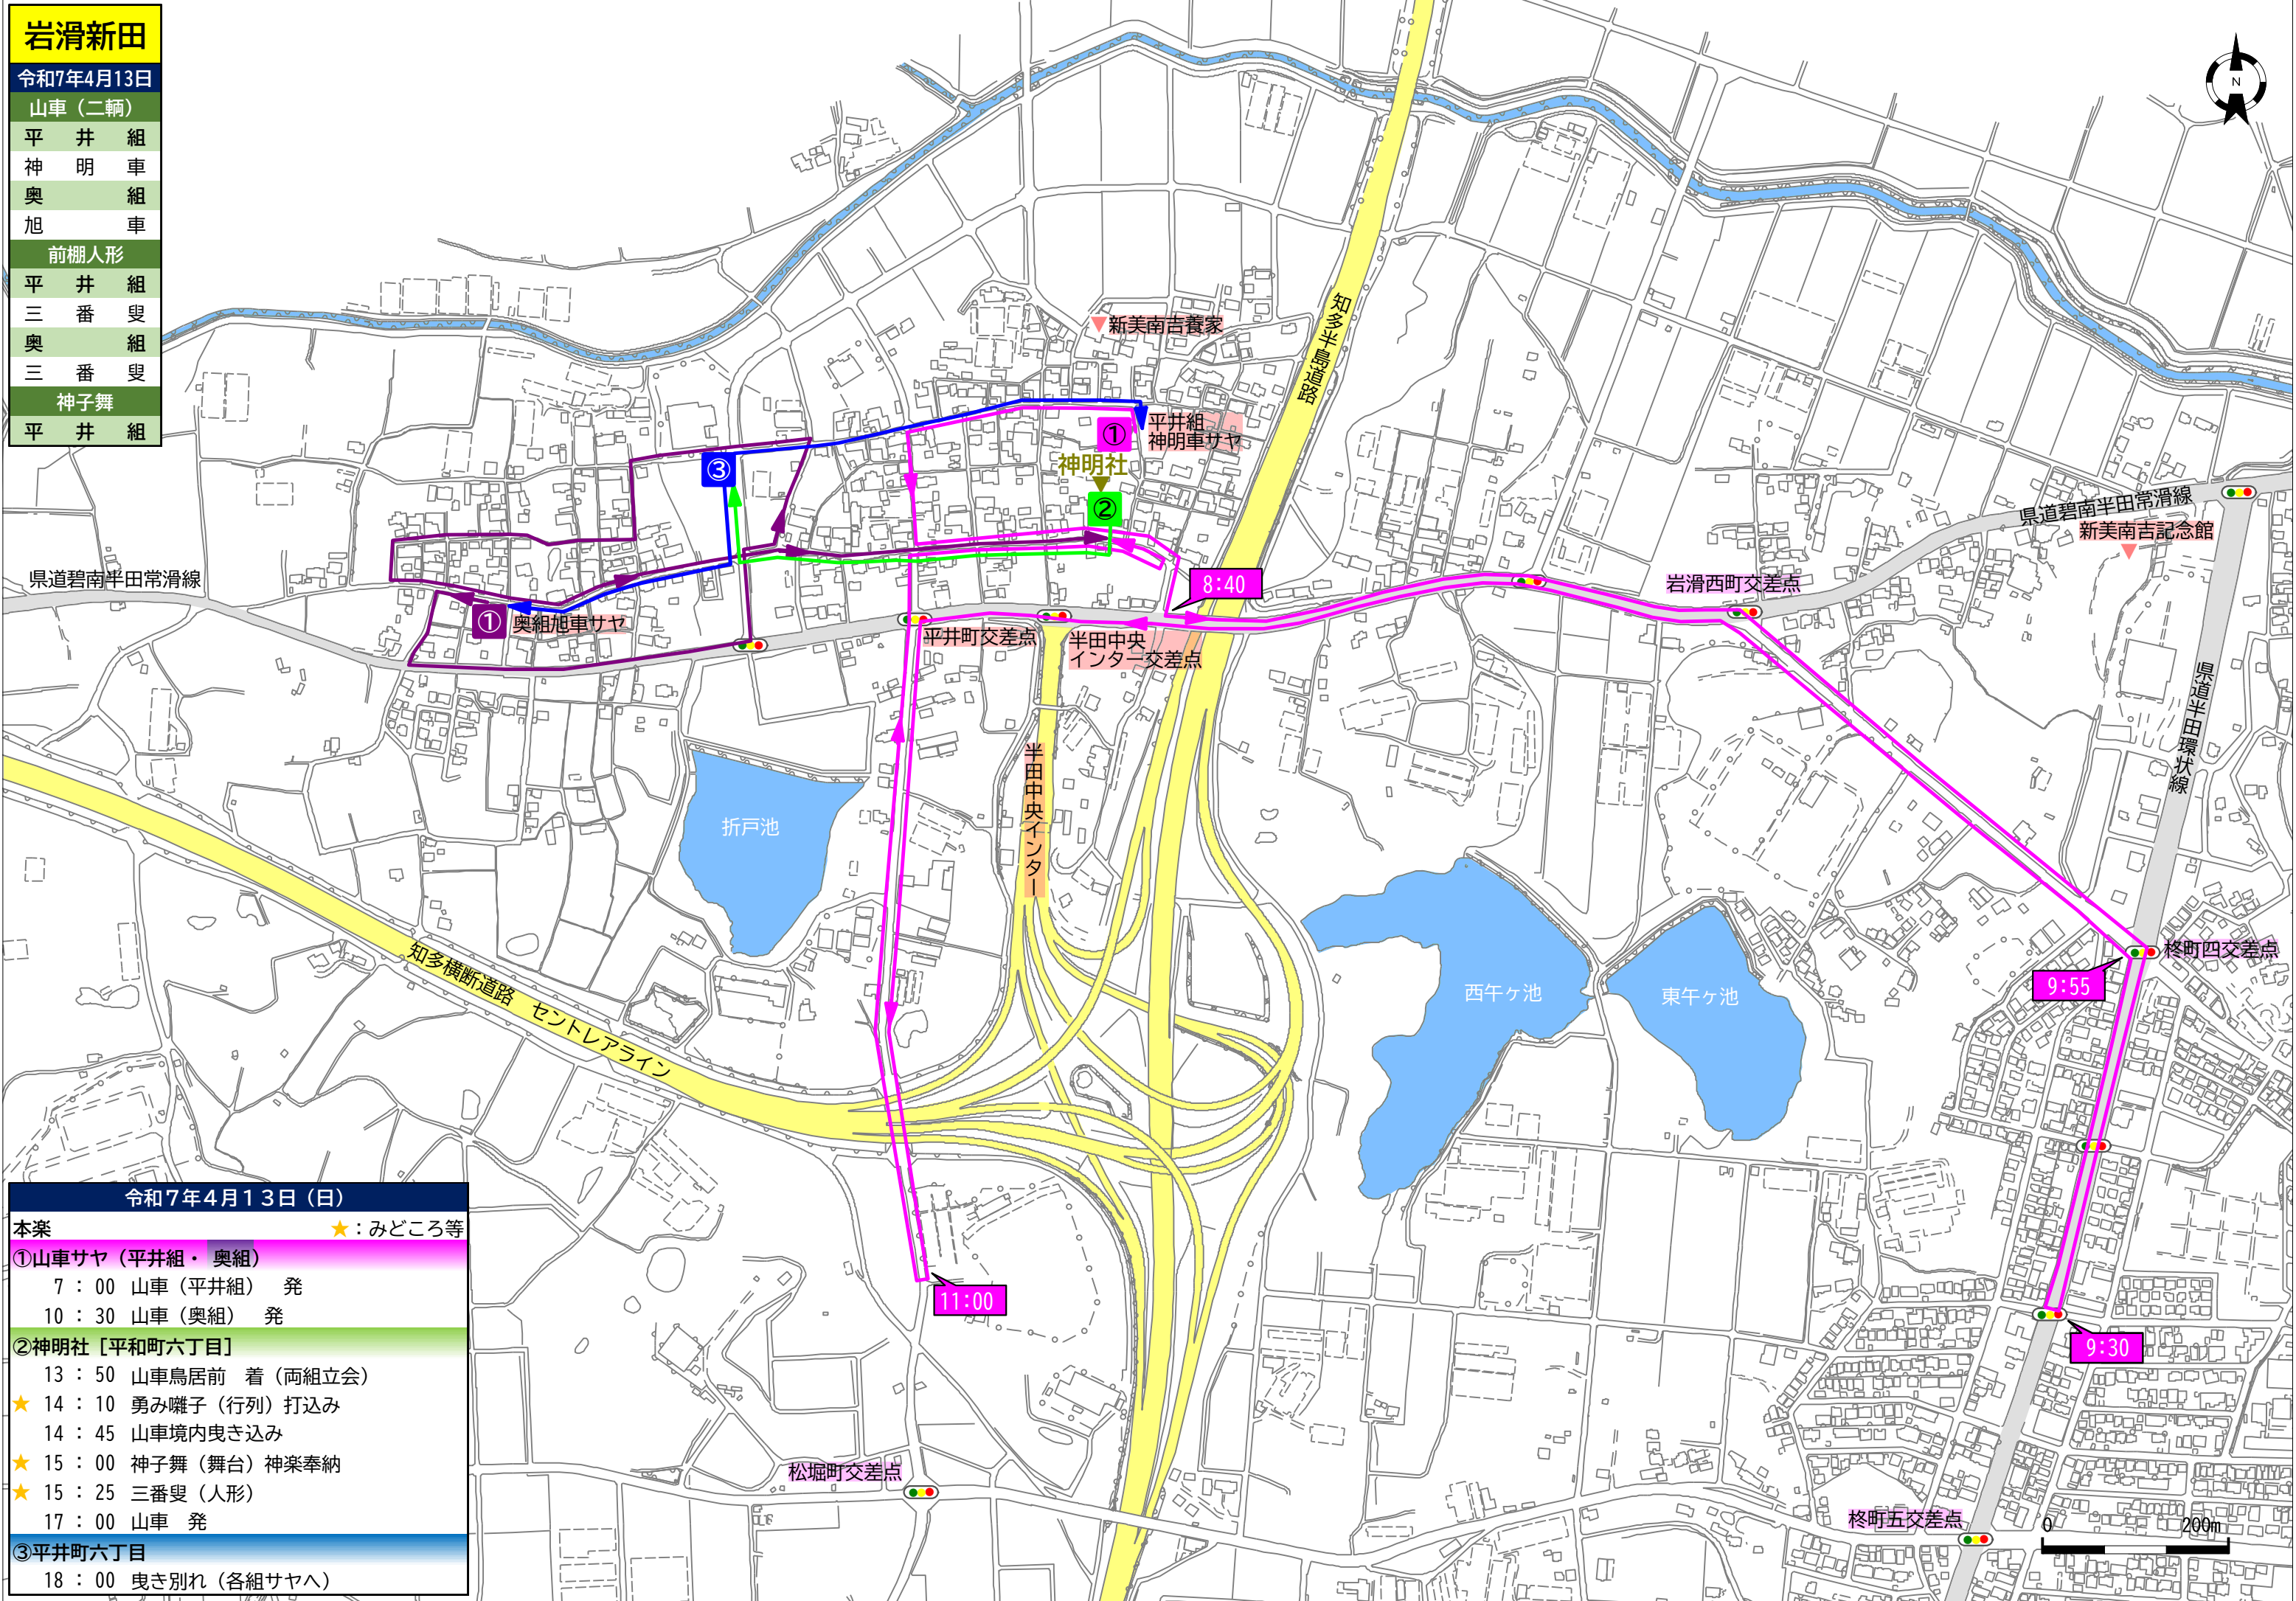 岩滑新田
令和7年4月13日
山車（二輌）
平 井 組
神 明 車
奥 組
旭 車
前棚人形
平 井 組
三 番 叟
奥 組
三 番 叟
神子舞
平 井 組
N
新美南吉養家
知多半島道路
平井組
神明車サヤ
①
神明社
②
③
県道碧南半田常滑線
新美南吉記念館
県道碧南半田常滑線
8:40
岩滑西町交差点
①
奥組旭車サヤ
平井町交差点
半田中央
インター交差点
県道半田環状線
半田中央インター
折戸池
知多横断道路 セントレアライン
西午ヶ池
東午ヶ池
柊町四交差点
9:55
11:00
9:30
松堀町交差点
柊町五交差点
0 200m
令和７年４月１３日（日）
本楽 ★：みどころ等
①山車サヤ（平井組・ 奥組）
7 : 00 山車（平井組） 発
10 : 30 山車（奥組） 発
②神明社［平和町六丁目］
13 : 50 山車鳥居前 着（両組立会）
★ 14 : 10 勇み囃子（行列）打込み
14 : 45 山車境内曳き込み
★ 15 : 00 神子舞（舞台）神楽奉納
★ 15 : 25 三番叟（人形）
17 : 00 山車 発
③平井町六丁目
18 : 00 曳き別れ（各組サヤへ）